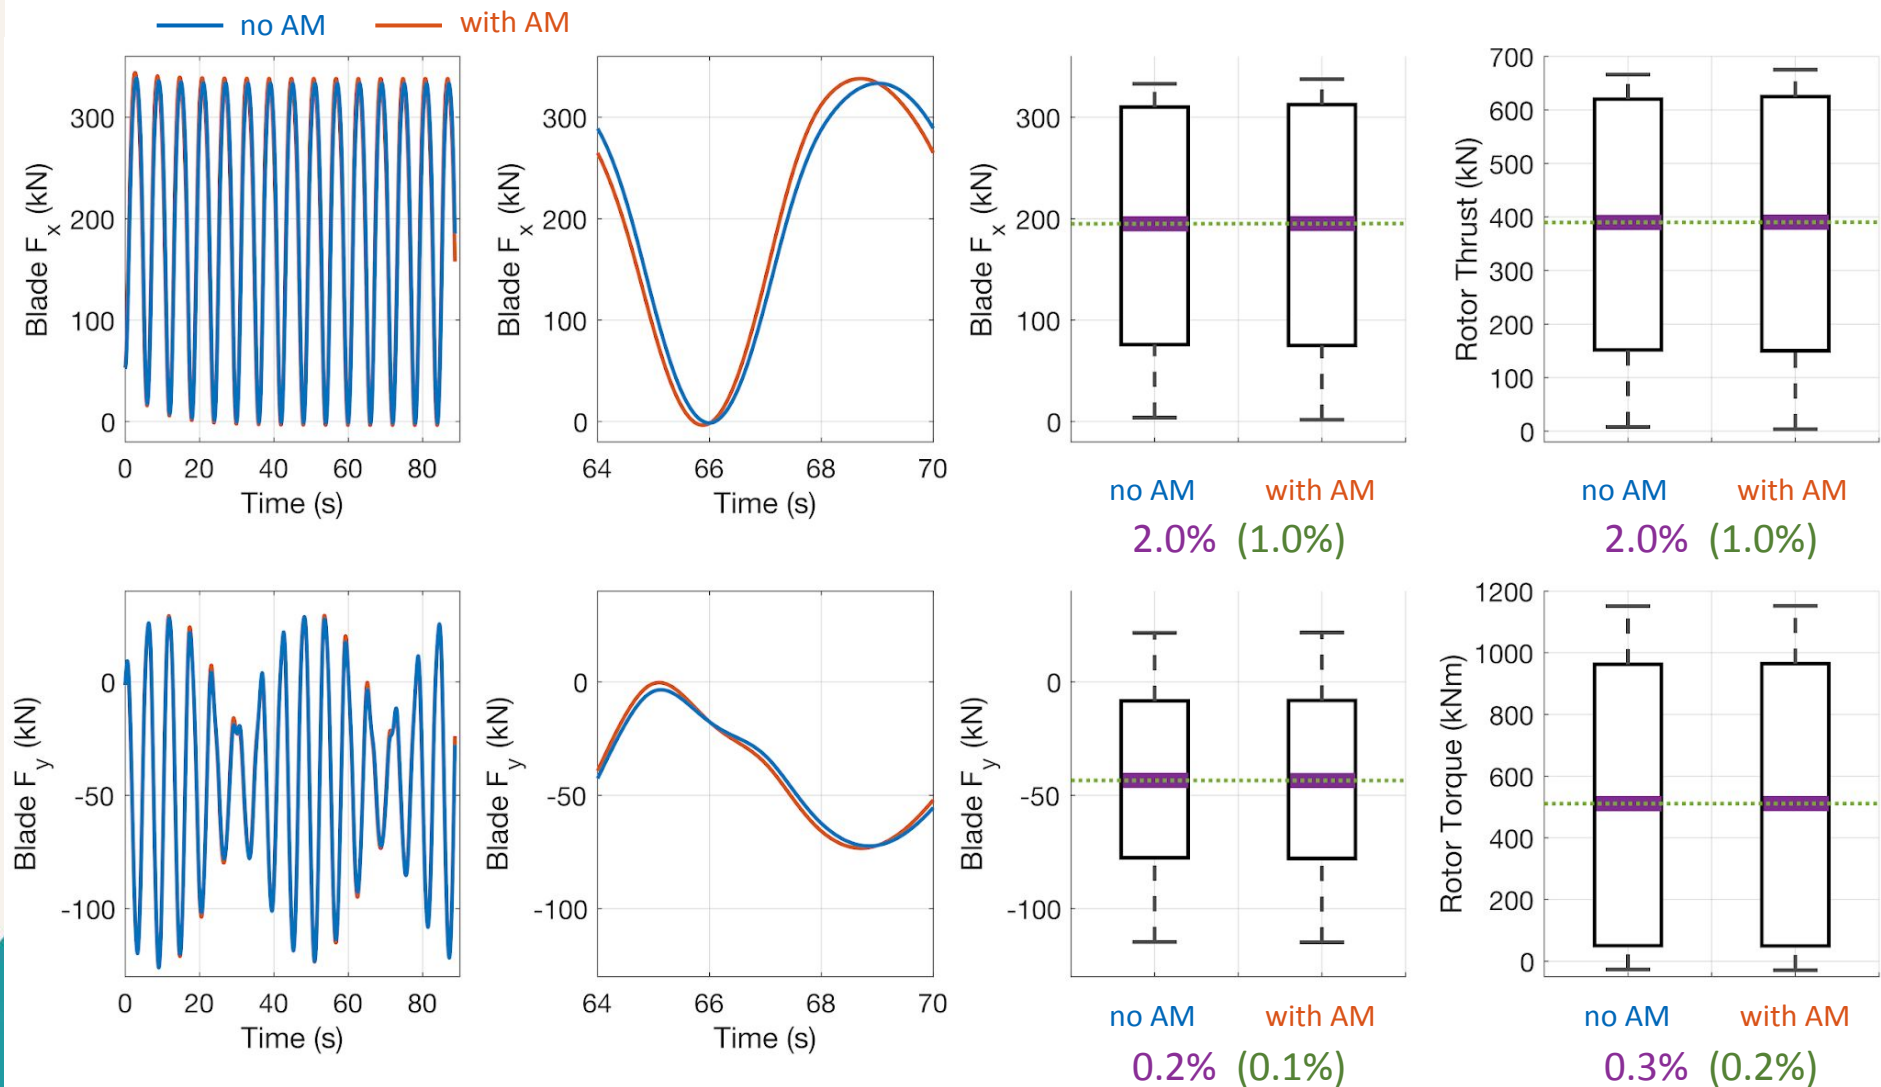 no AM with AM
Blade Fx (kN)
300
200
100
0
0 20 40 60 80
Time (s)
Blade Fx (kN)
300
200
100
0
64 66 68 70
Time (s)
Blade Fx (kN)
300
200
100
0
no AM with AM
2.0% (1.0%)
Rotor Thrust (kN)
700
600
500
400
300
200
100
0
no AM with AM
2.0% (1.0%)
Blade Fy (kN)
0
-50
-100
0 20 40 60 80
Time (s)
Blade Fy (kN)
0
-50
-100
64 66 68 70
Time (s)
Blade Fy (kN)
0
-50
-100
no AM with AM
0.2% (0.1%)
Rotor Torque (kNm)
1200
1000
800
600
400
200
0
no AM with AM
0.3% (0.2%)